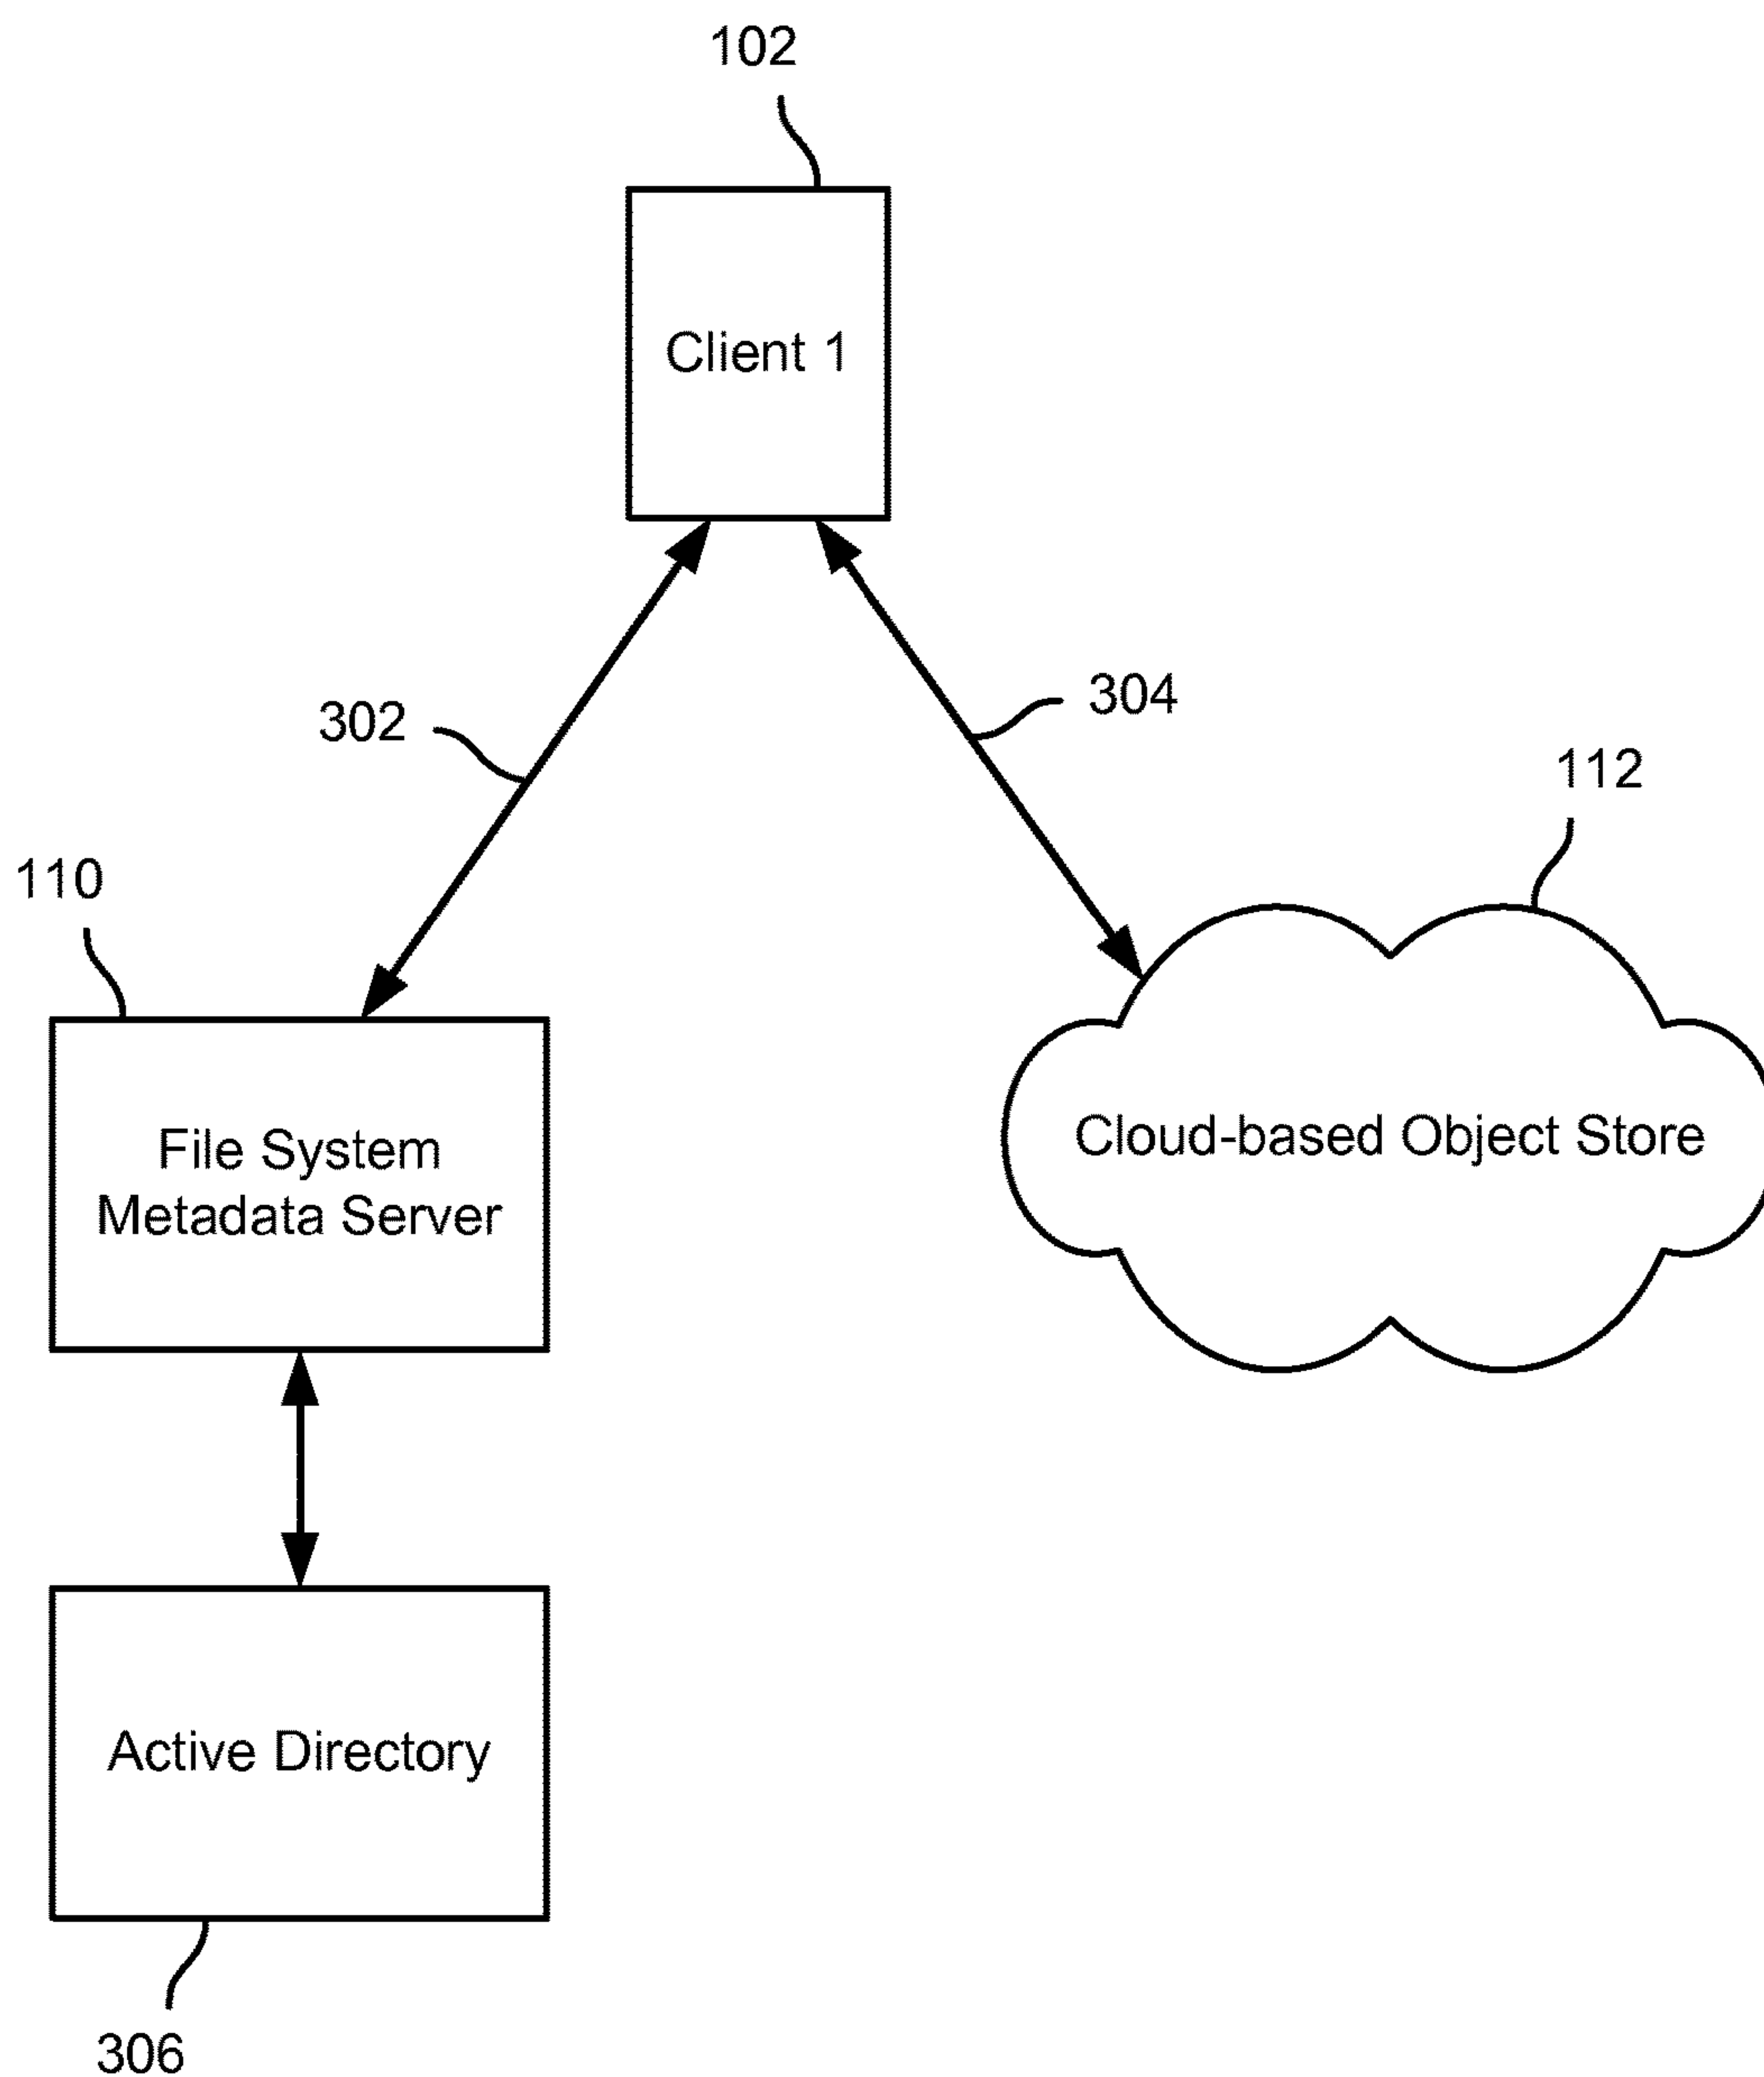 102
Client 1
302
304
112
110
File System
Metadata Server
Cloud-based Object Store
Active Directory
306